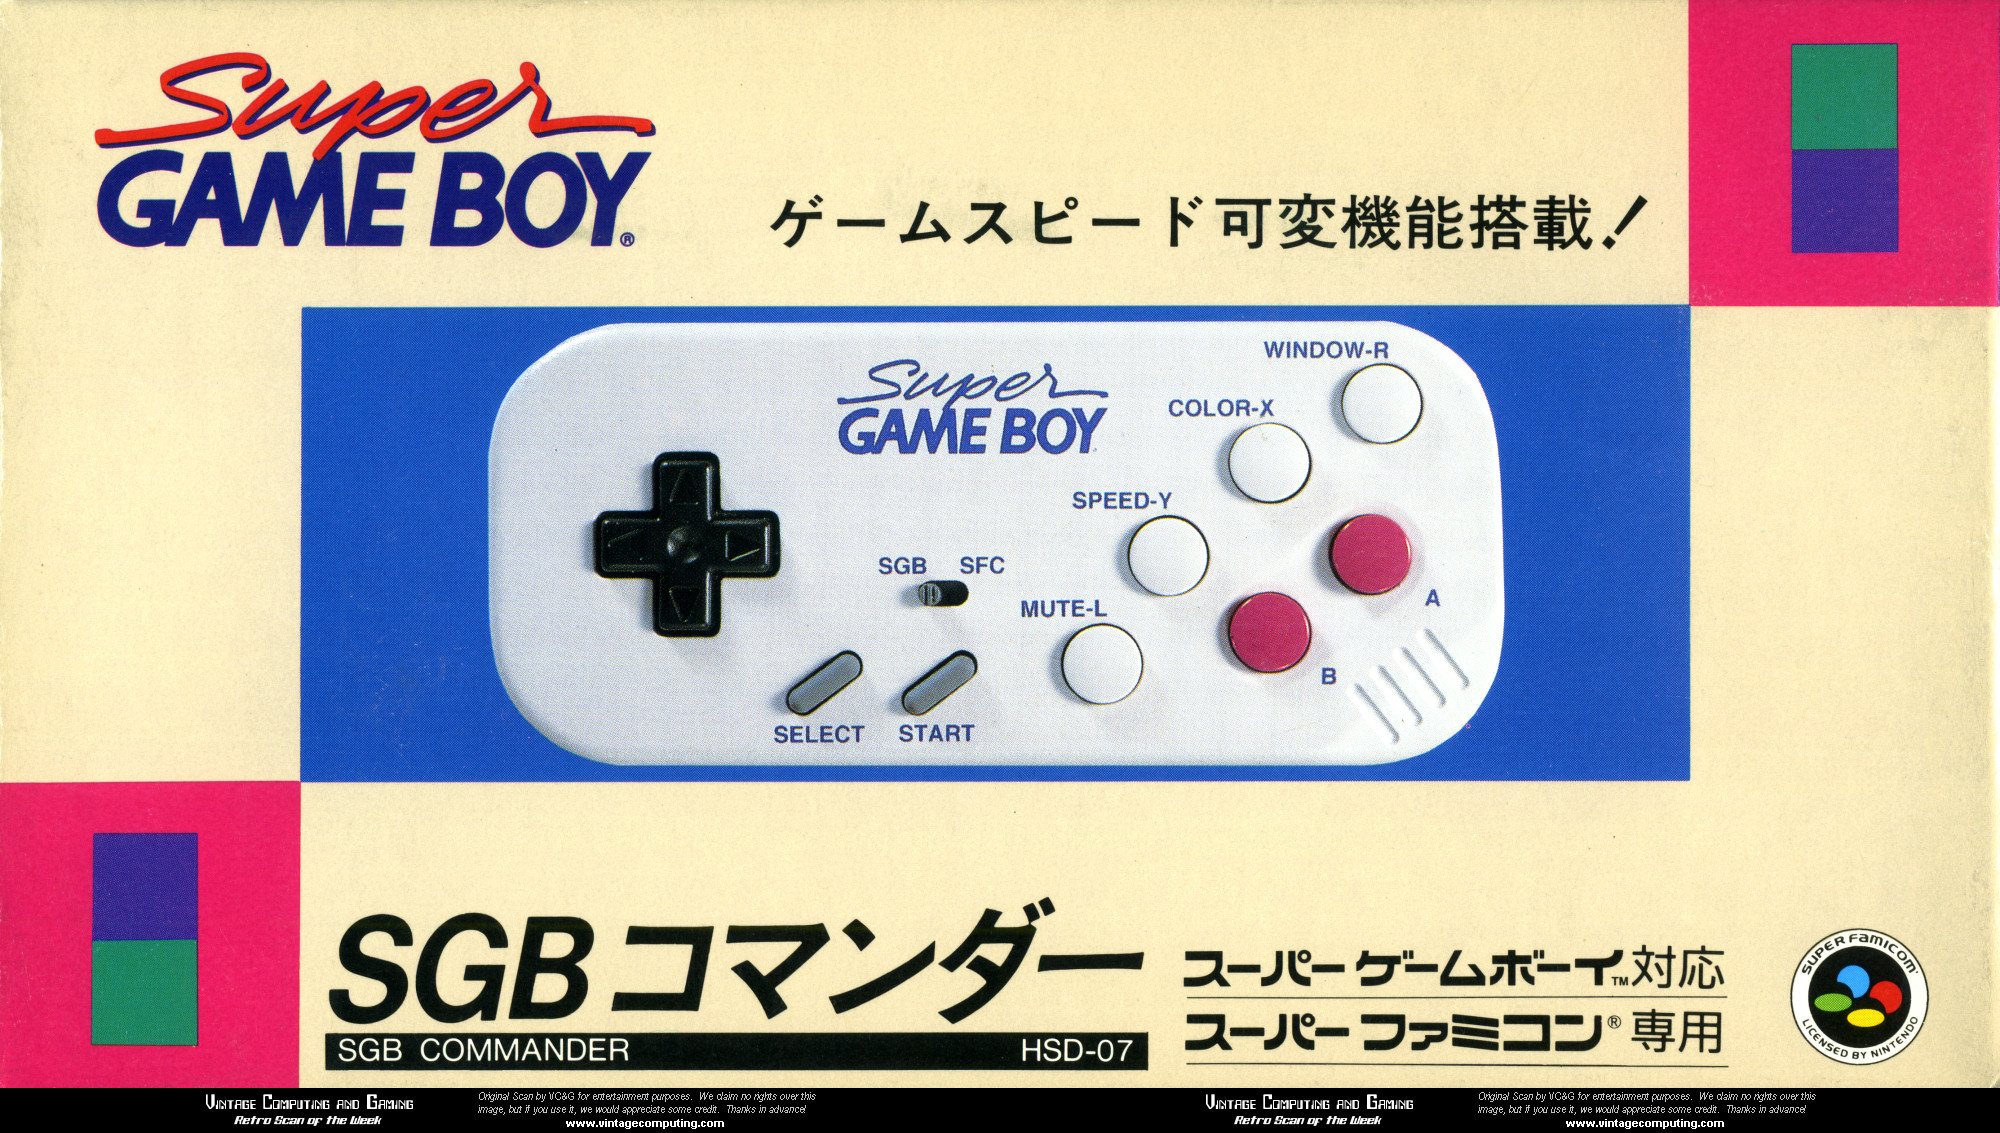 Super
GAME BOY®
ゲームスピード可変機能搭載!
Super
GAME BOY
WINDOW-R
COLOR-X
SPEED-Y
SGB SFC
MUTE-L
A
B
SELECT START
SGBコマンダー
SGB COMMANDER HSD-07
スーパーゲームボーイ™対応
スーパーファミコン®専用
SUPER FAMICOM
LICENSED BY NINTENDO
VINTAGE COMPUTING AND GAMING
Retro Scan of the Week
Original Scan by VC&G for entertainment purposes. We claim no rights over this
image, but if you use it, we would appreciate some credit. Thanks in advance!
www.vintagecomputing.com
VINTAGE COMPUTING AND GAMING
Retro Scan of the Week
Original Scan by VC&G for entertainment purposes. We claim no rights over this
image, but if you use it, we would appreciate some credit. Thanks in advance!
www.vintagecomputing.com